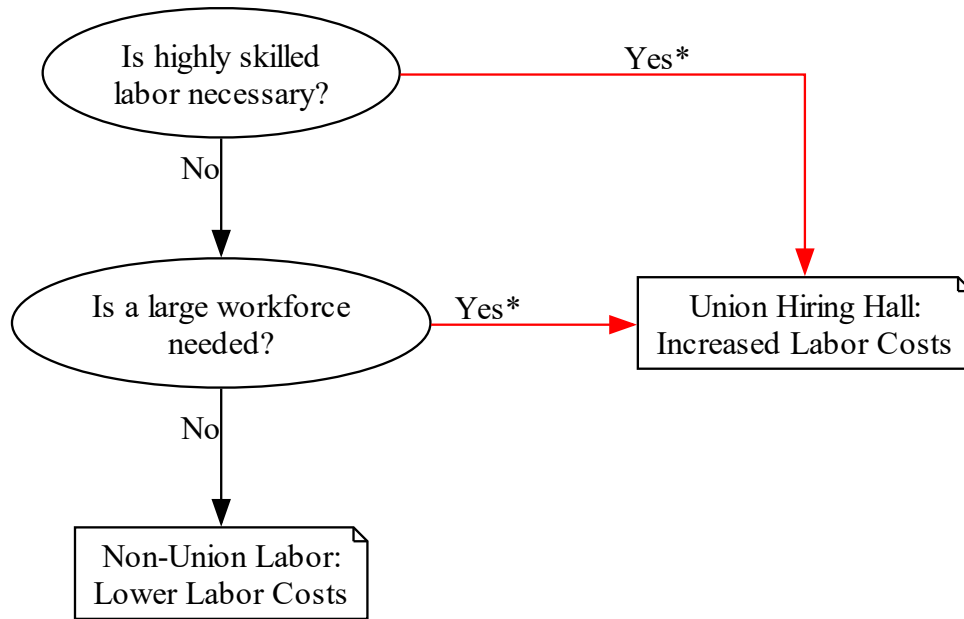 Is highly skilled
labor necessary?
Yes*
No
Is a large workforce
needed?
Yes*
Union Hiring Hall:
Increased Labor Costs
No
Non-Union Labor:
Lower Labor Costs